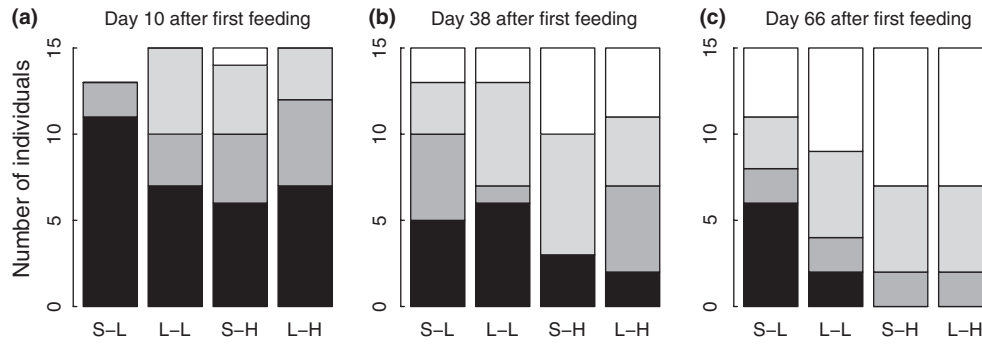 (a) Day 10 after first feeding
(b) Day 38 after first feeding
(c) Day 66 after first feeding
Number of individuals
15
10
5
0
S–L L–L S–H L–H
15
10
5
0
S–L L–L S–H L–H
15
10
5
0
S–L L–L S–H L–H